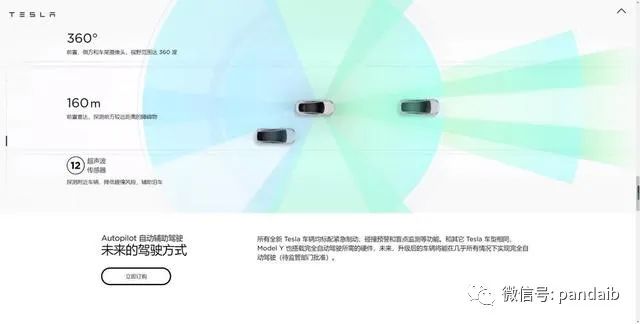 TESLA
360°
前置、侧方和车尾摄像头，视野范围达 360 度
160 m
前置雷达，探测前方较远距离的障碍物
12 超声波
传感器
探测附近车辆、降低碰撞风险、辅助泊车
Autopilot 自动辅助驾驶
未来的驾驶方式
立即订购
所有全新 Tesla 车辆均标配紧急制动、碰撞预警和盲点监测等功能。和其它 Tesla 车型相同，
Model Y 也搭载完全自动驾驶所需的硬件，未来，升级后的车辆将能在几乎所有情况下实现完全自
动驾驶（待监管部门批准）。
微信号: pandaib